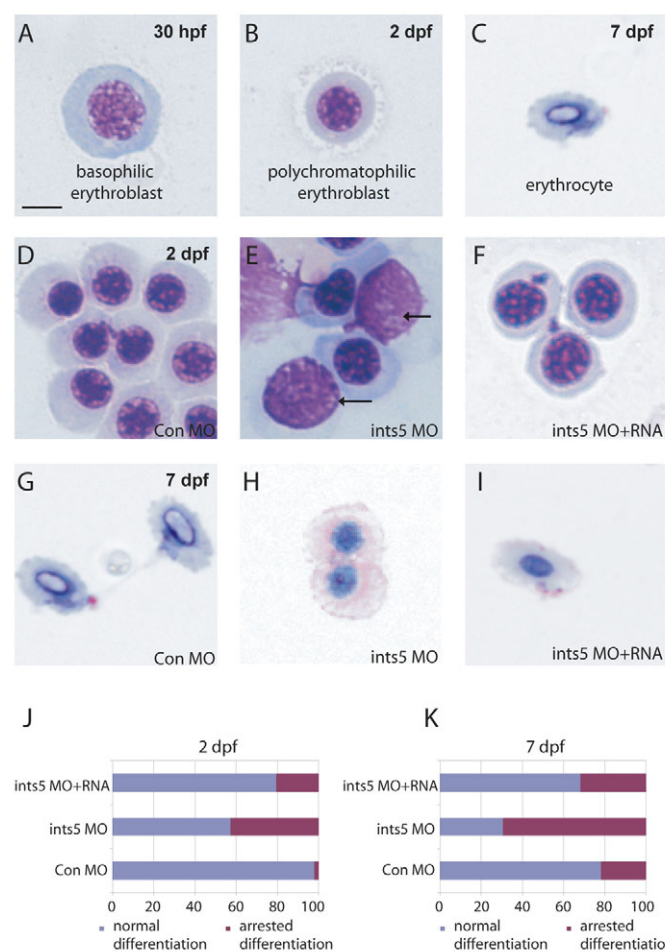 A 30 hpf
basophilic
erythroblast
B 2 dpf
polychromatophilic
erythroblast
C 7 dpf
erythrocyte
D 2 dpf
Con MO
E
ints5 MO
F
ints5 MO+RNA
G 7 dpf
Con MO
H
ints5 MO
I
ints5 MO+RNA
J
2 dpf
ints5 MO+RNA
ints5 MO
Con MO
0 20 40 60 80 100
normal differentiation
arrested differentiation
K
7 dpf
ints5 MO+RNA
ints5 MO
Con MO
0 20 40 60 80 100
normal differentiation
arrested differentiation